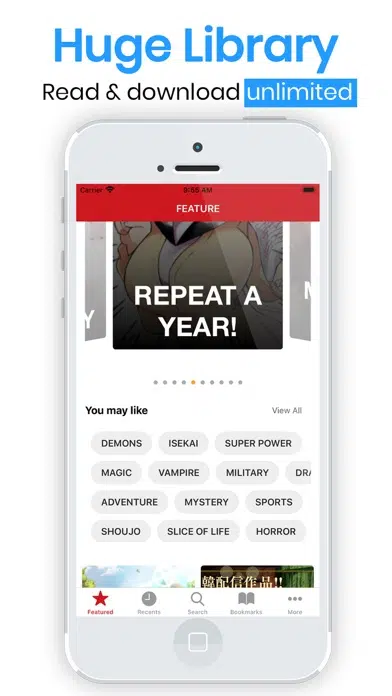 Huge Library
Read & download unlimited
Carrier 9:55 AM
FEATURE
Y
REPEAT A
YEAR!
M
You may like
View All
DEMONS ISEKAI SUPER POWER
MAGIC VAMPIRE MILITARY DRA
ADVENTURE MYSTERY SPORTS
SHOUJO SLICE OF LIFE HORROR
韓配信作品!!
Featured Recents Search Bookmarks More